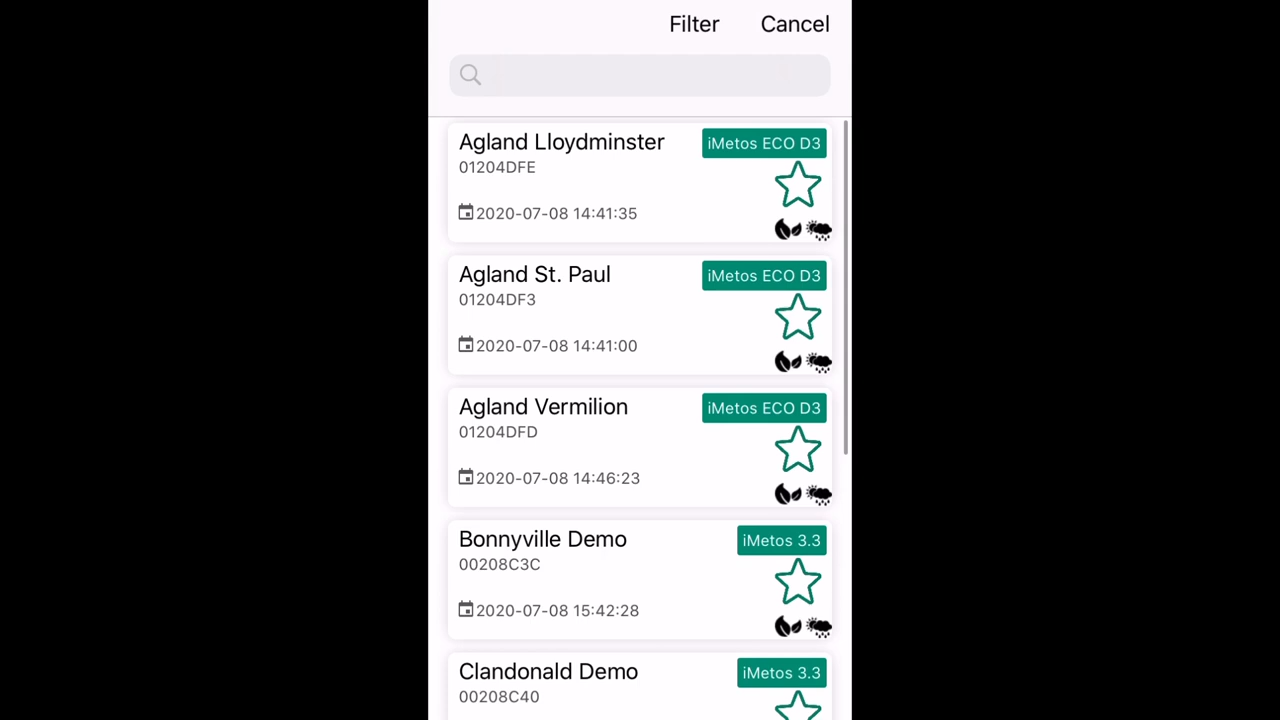 Filter Cancel
Agland Lloydminster iMetos ECO D3
01204DFE
2020-07-08 14:41:35
Agland St. Paul iMetos ECO D3
01204DF3
2020-07-08 14:41:00
Agland Vermilion iMetos ECO D3
01204DFD
2020-07-08 14:46:23
Bonnyville Demo iMetos 3.3
00208C3C
2020-07-08 15:42:28
Clandonald Demo iMetos 3.3
00208C40